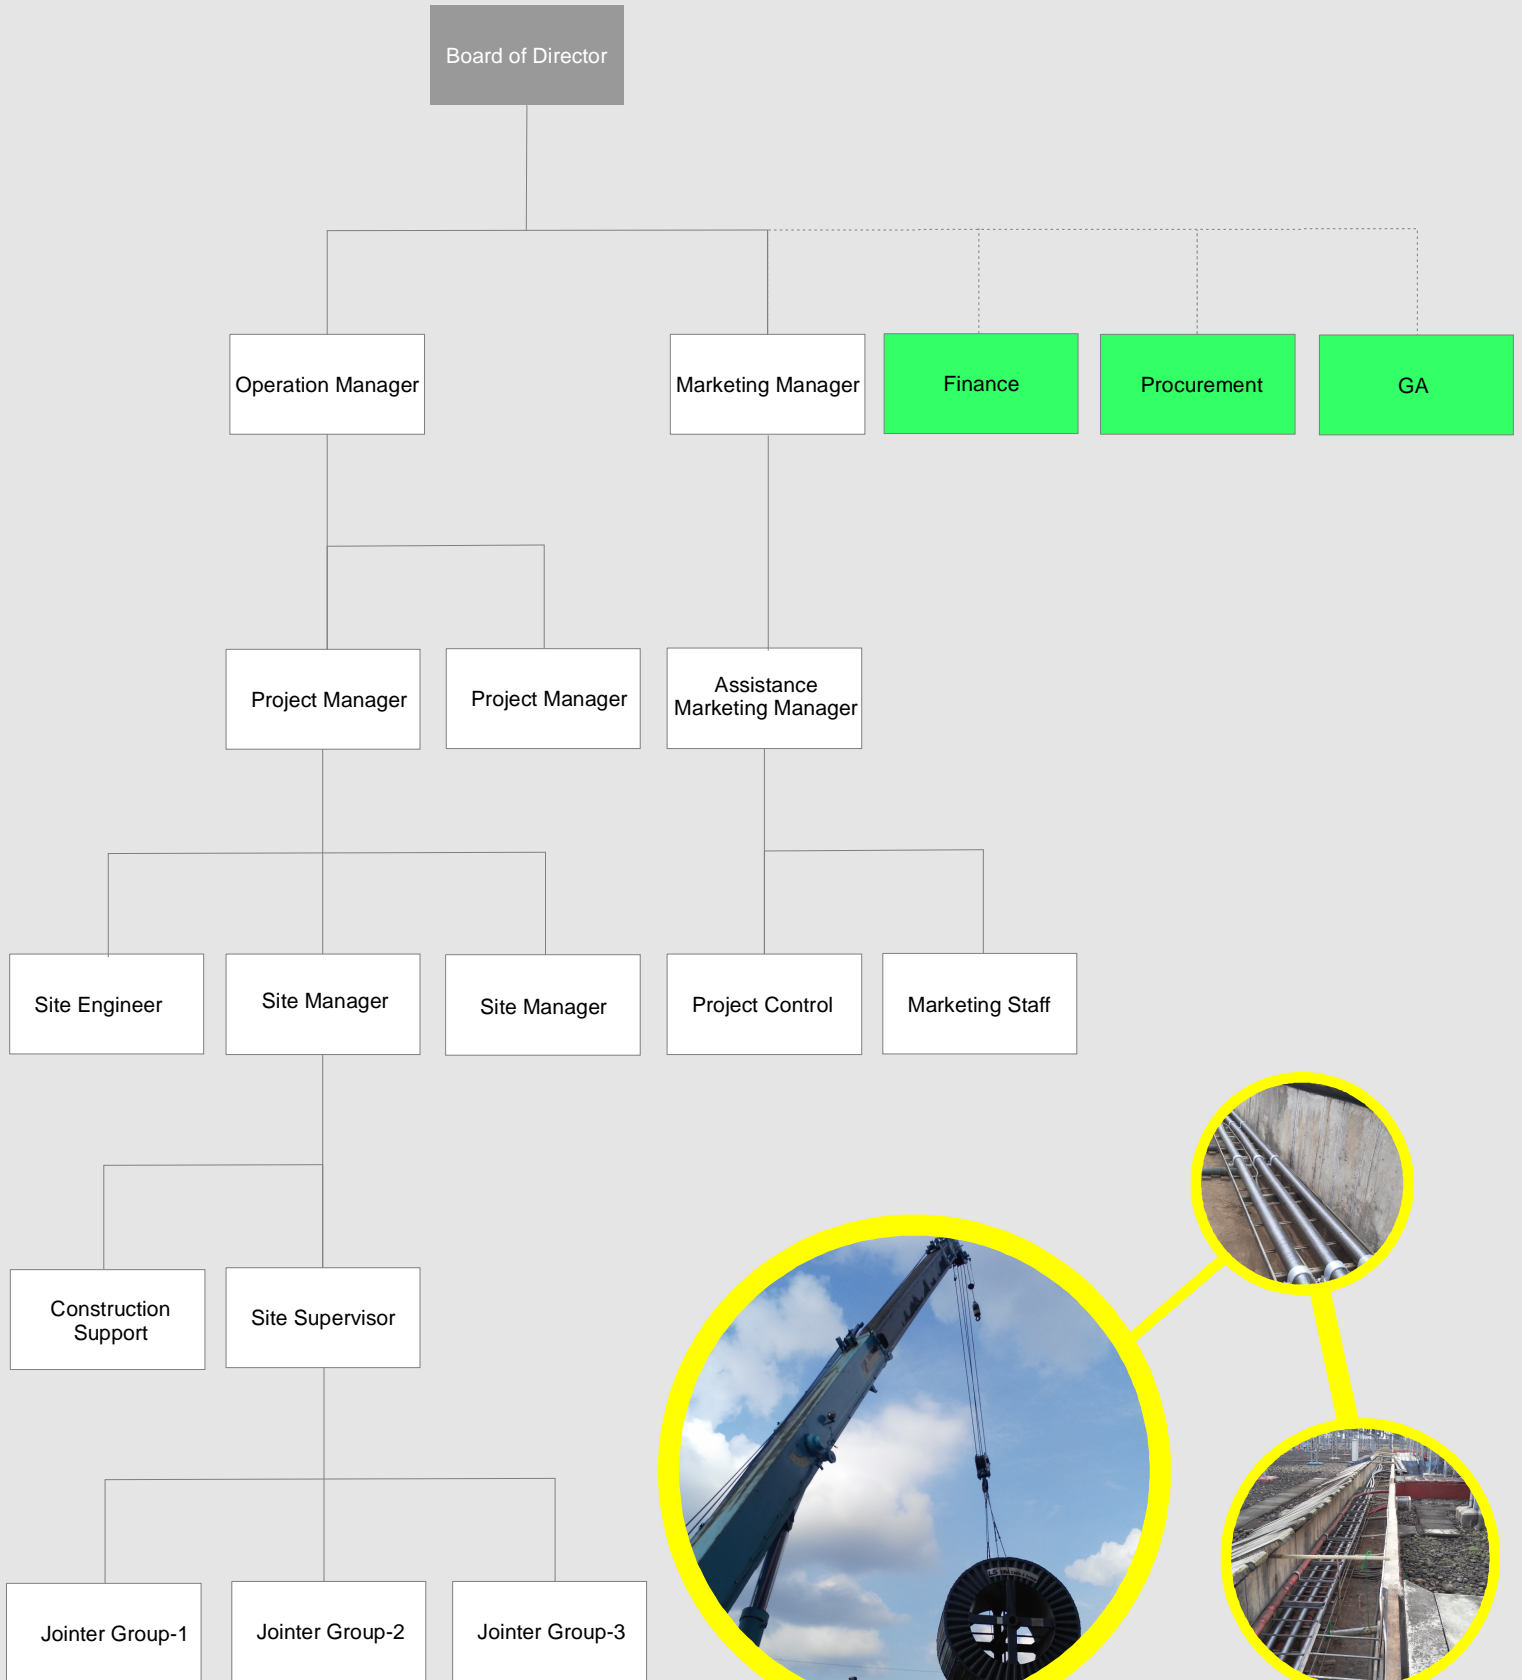 Board of Director
Operation Manager
Marketing Manager
Finance
Procurement
GA
Project Manager
Project Manager
Assistance
Marketing Manager
Site Engineer
Site Manager
Site Manager
Project Control
Marketing Staff
Construction
Support
Site Supervisor
Jointer Group-1
Jointer Group-2
Jointer Group-3